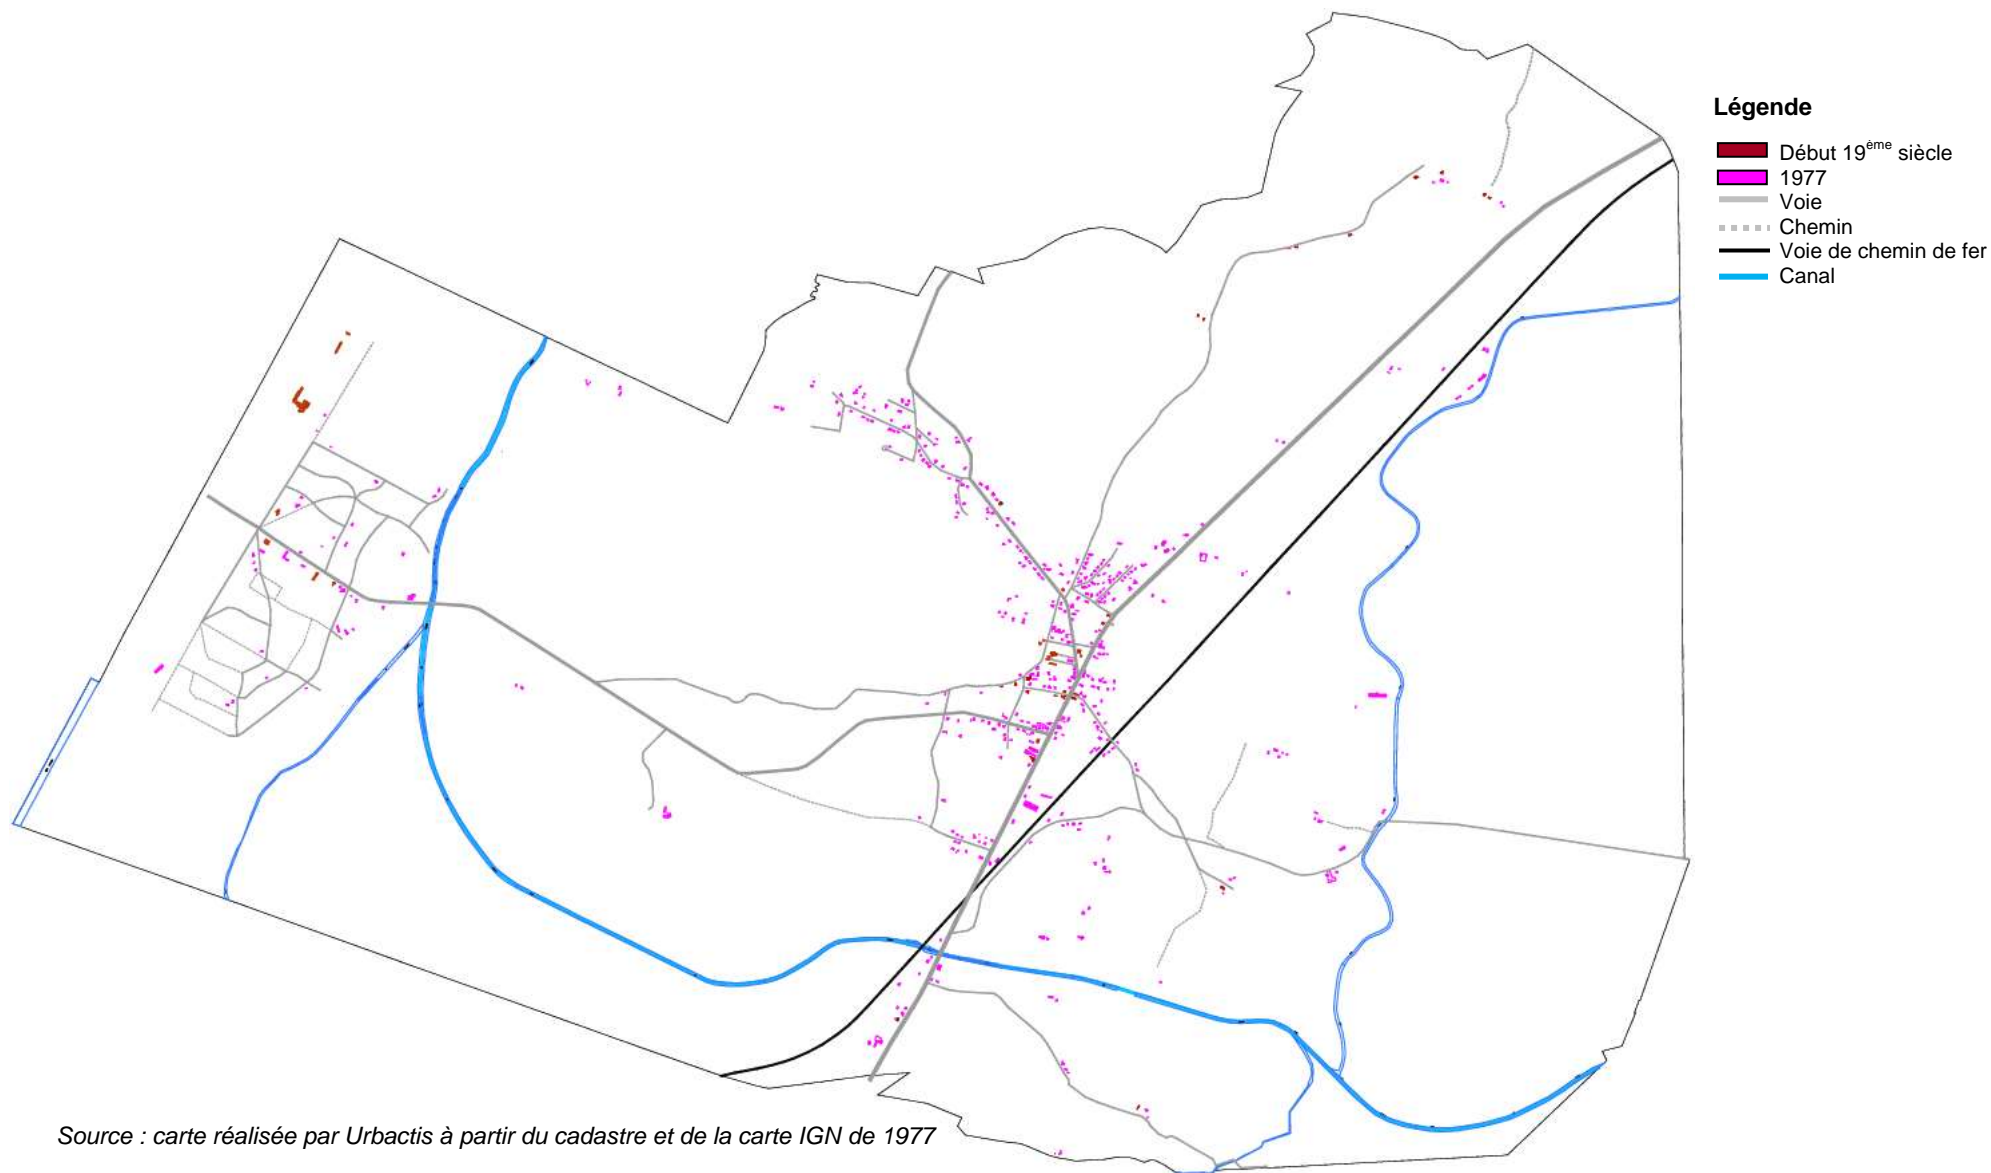 Légende
Début 19ème siècle
1977
Voie
Chemin
Voie de chemin de fer
Canal
Source : carte réalisée par Urbactis à partir du cadastre et de la carte IGN de 1977